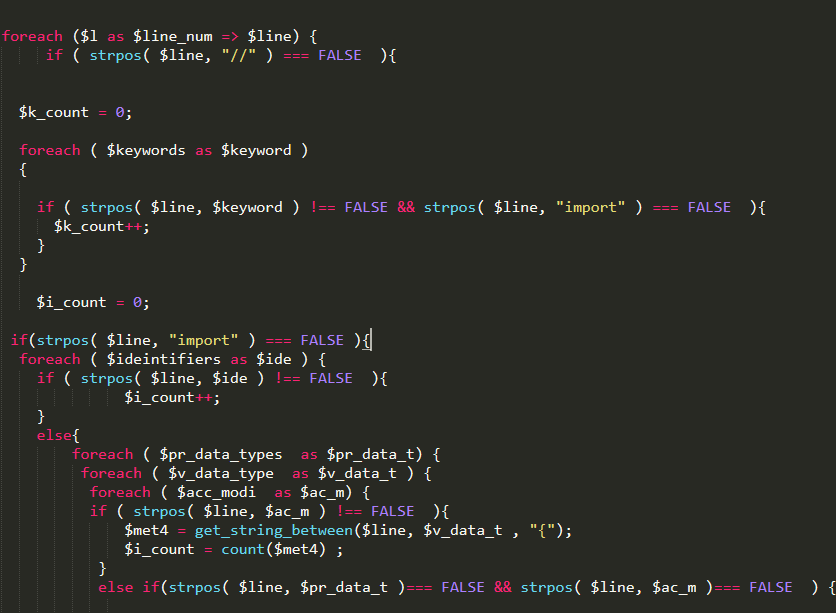 foreach ($l as $line_num => $line) {
if ( strpos( $line, "//" ) === FALSE ){
$k_count = 0;
foreach ( $keywords as $keyword )
{
if ( strpos( $line, $keyword ) !== FALSE && strpos( $line, "import" ) === FALSE ){
$k_count++;
}
}
$i_count = 0;
if(strpos( $line, "import" ) === FALSE ){
foreach ( $ideintifiers as $ide ) {
if ( strpos( $line, $ide ) !== FALSE ){
$i_count++;
}
else{
foreach ( $pr_data_types as $pr_data_t) {
foreach ( $v_data_type as $v_data_t ) {
foreach ( $acc_modi as $ac_m) {
if ( strpos( $line, $ac_m ) !== FALSE ){
$met4 = get_string_between($line, $v_data_t , "{");
$i_count = count($met4) ;
}
else if(strpos( $line, $pr_data_t )=== FALSE && strpos( $line, $ac_m )=== FALSE ) {